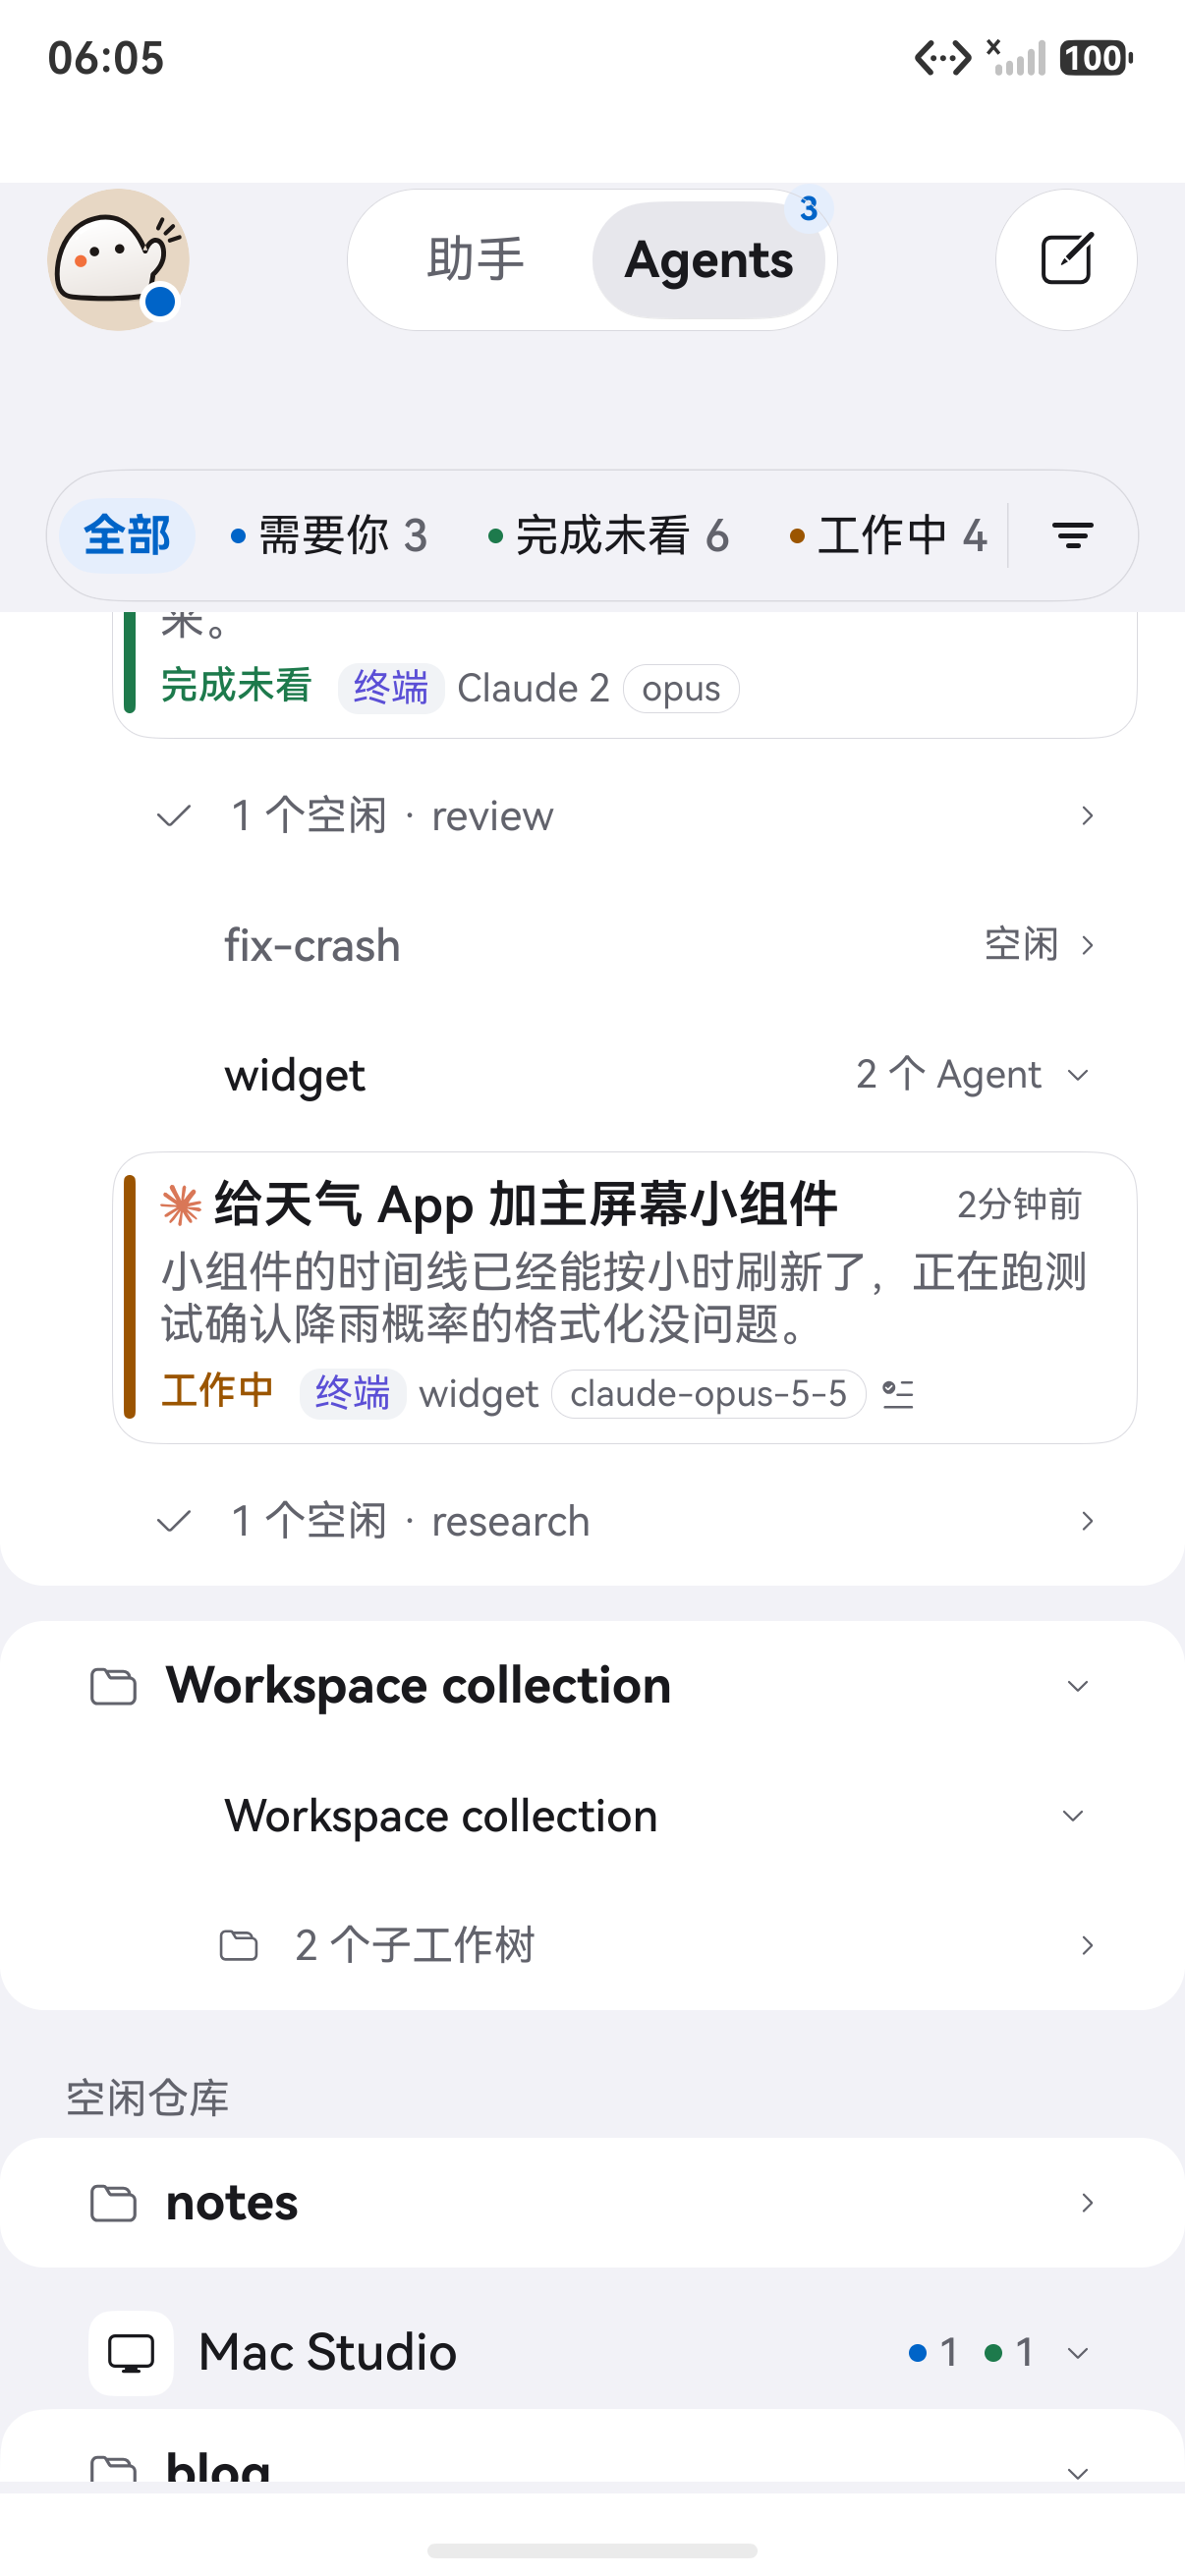 06:05
100
助手
Agents
3
全部
需要你 3
完成未看 6
工作中 4
来。
完成未看 终端 Claude 2 opus
1 个空闲 · review
fix-crash 空闲
widget 2 个 Agent
给天气 App 加主屏幕小组件 2分钟前
小组件的时间线已经能按小时刷新了，正在跑测
试确认降雨概率的格式化没问题。
工作中 终端 widget claude-opus-5-5
1 个空闲 · research
Workspace collection
Workspace collection
2 个子工作树
空闲仓库
notes
Mac Studio 1 1
blog